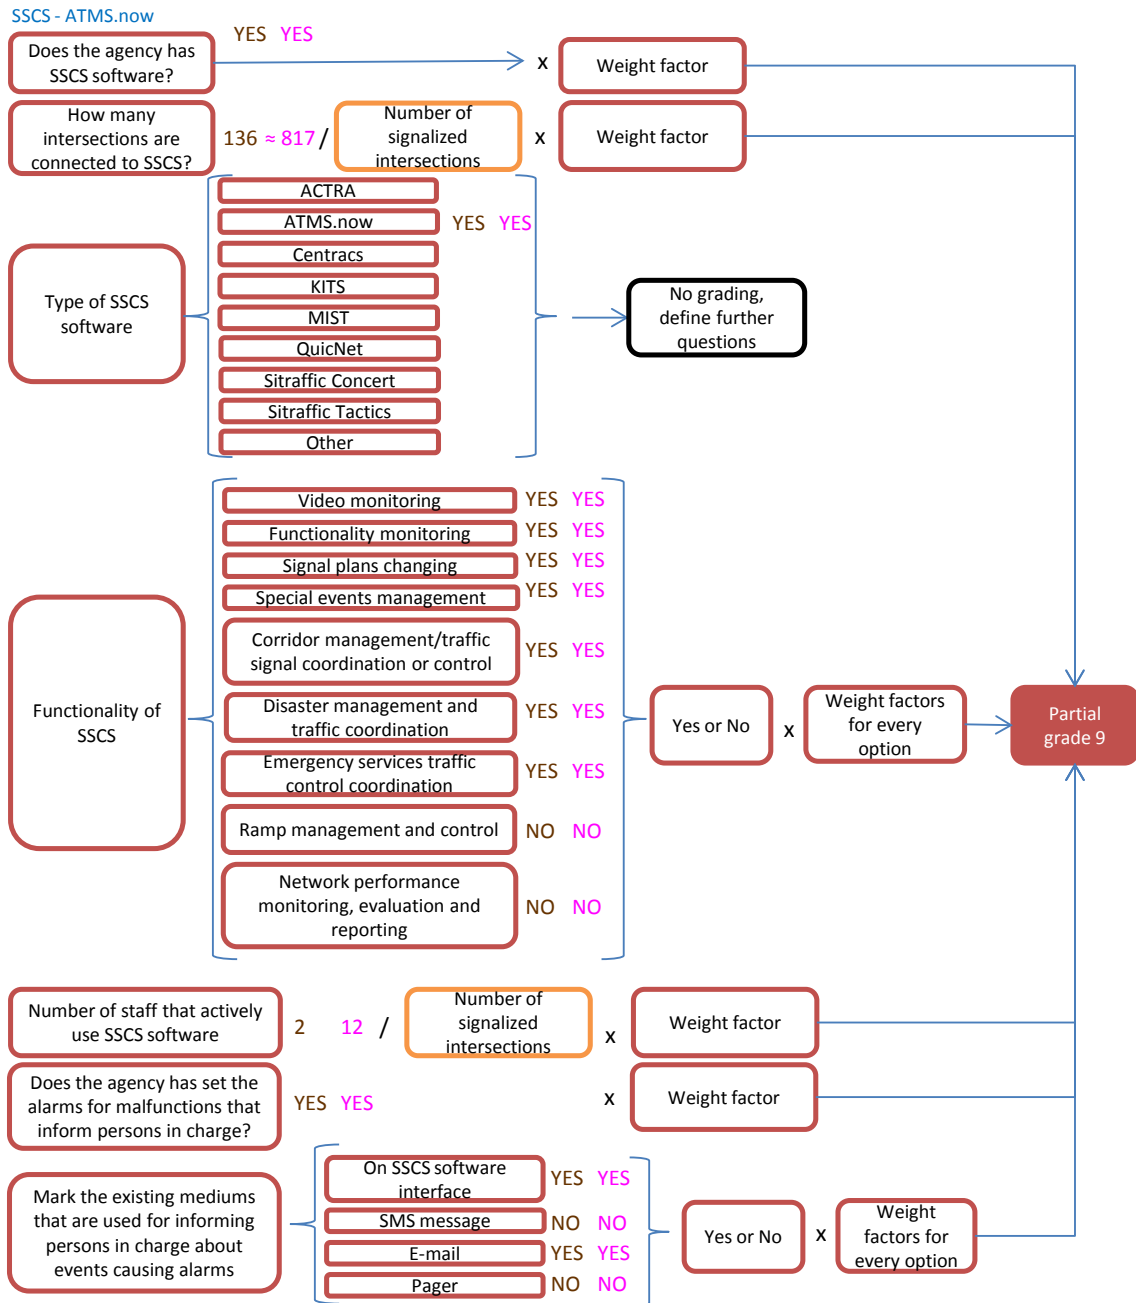 SSCS - ATMS.now
YES YES
Does the agency has
SSCS software?
x
Weight factor
How many
intersections are
connected to SSCS?
136 ≈ 817 /
Number of
signalized
intersections
x
Weight factor
Type of SSCS
software
ACTRA
ATMS.now
YES YES
Centracs
KITS
MIST
QuicNet
Sitraffic Concert
Sitraffic Tactics
Other
No grading,
define further
questions
Functionality of
SSCS
Video monitoring
YES YES
Functionality monitoring
YES YES
Signal plans changing
YES YES
Special events management
YES YES
Corridor management/traffic
signal coordination or control
YES YES
Disaster management and
traffic coordination
YES YES
Emergency services traffic
control coordination
YES YES
Ramp management and control
NO NO
Network performance
monitoring, evaluation and
reporting
NO NO
Yes or No
x
Weight factors
for every
option
Partial
grade 9
Number of staff that actively
use SSCS software
2 12 /
Number of
signalized
intersections
x
Weight factor
Does the agency has set the
alarms for malfunctions that
inform persons in charge?
YES YES
x
Weight factor
Mark the existing mediums
that are used for informing
persons in charge about
events causing alarms
On SSCS software
interface
YES YES
SMS message
NO NO
E-mail
YES YES
Pager
NO NO
Yes or No
x
Weight
factors for
every option